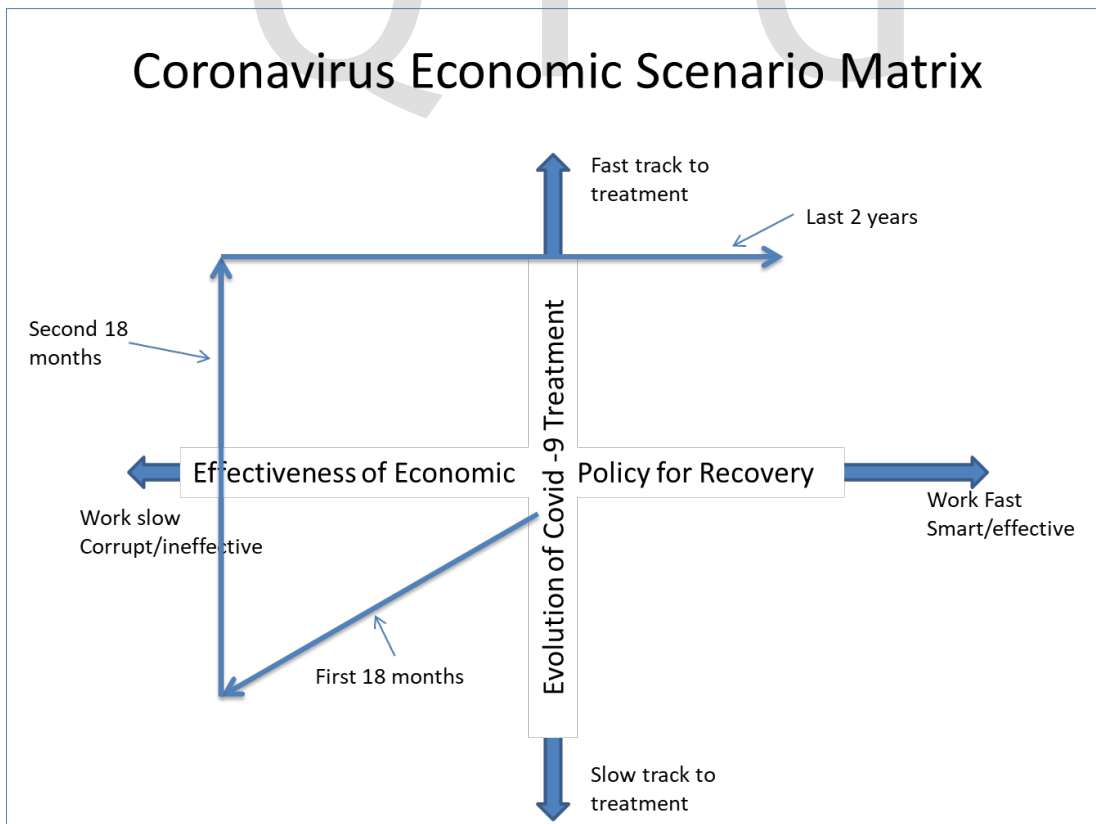 QTG
Coronavirus Economic Scenario Matrix
Fast track to
treatment
Last 2 years
Second 18
months
Evolution of Covid -9 Treatment
Effectiveness of Economic Policy for Recovery
Work slow
Corrupt/ineffective
Work Fast
Smart/effective
First 18 months
Slow track to
treatment